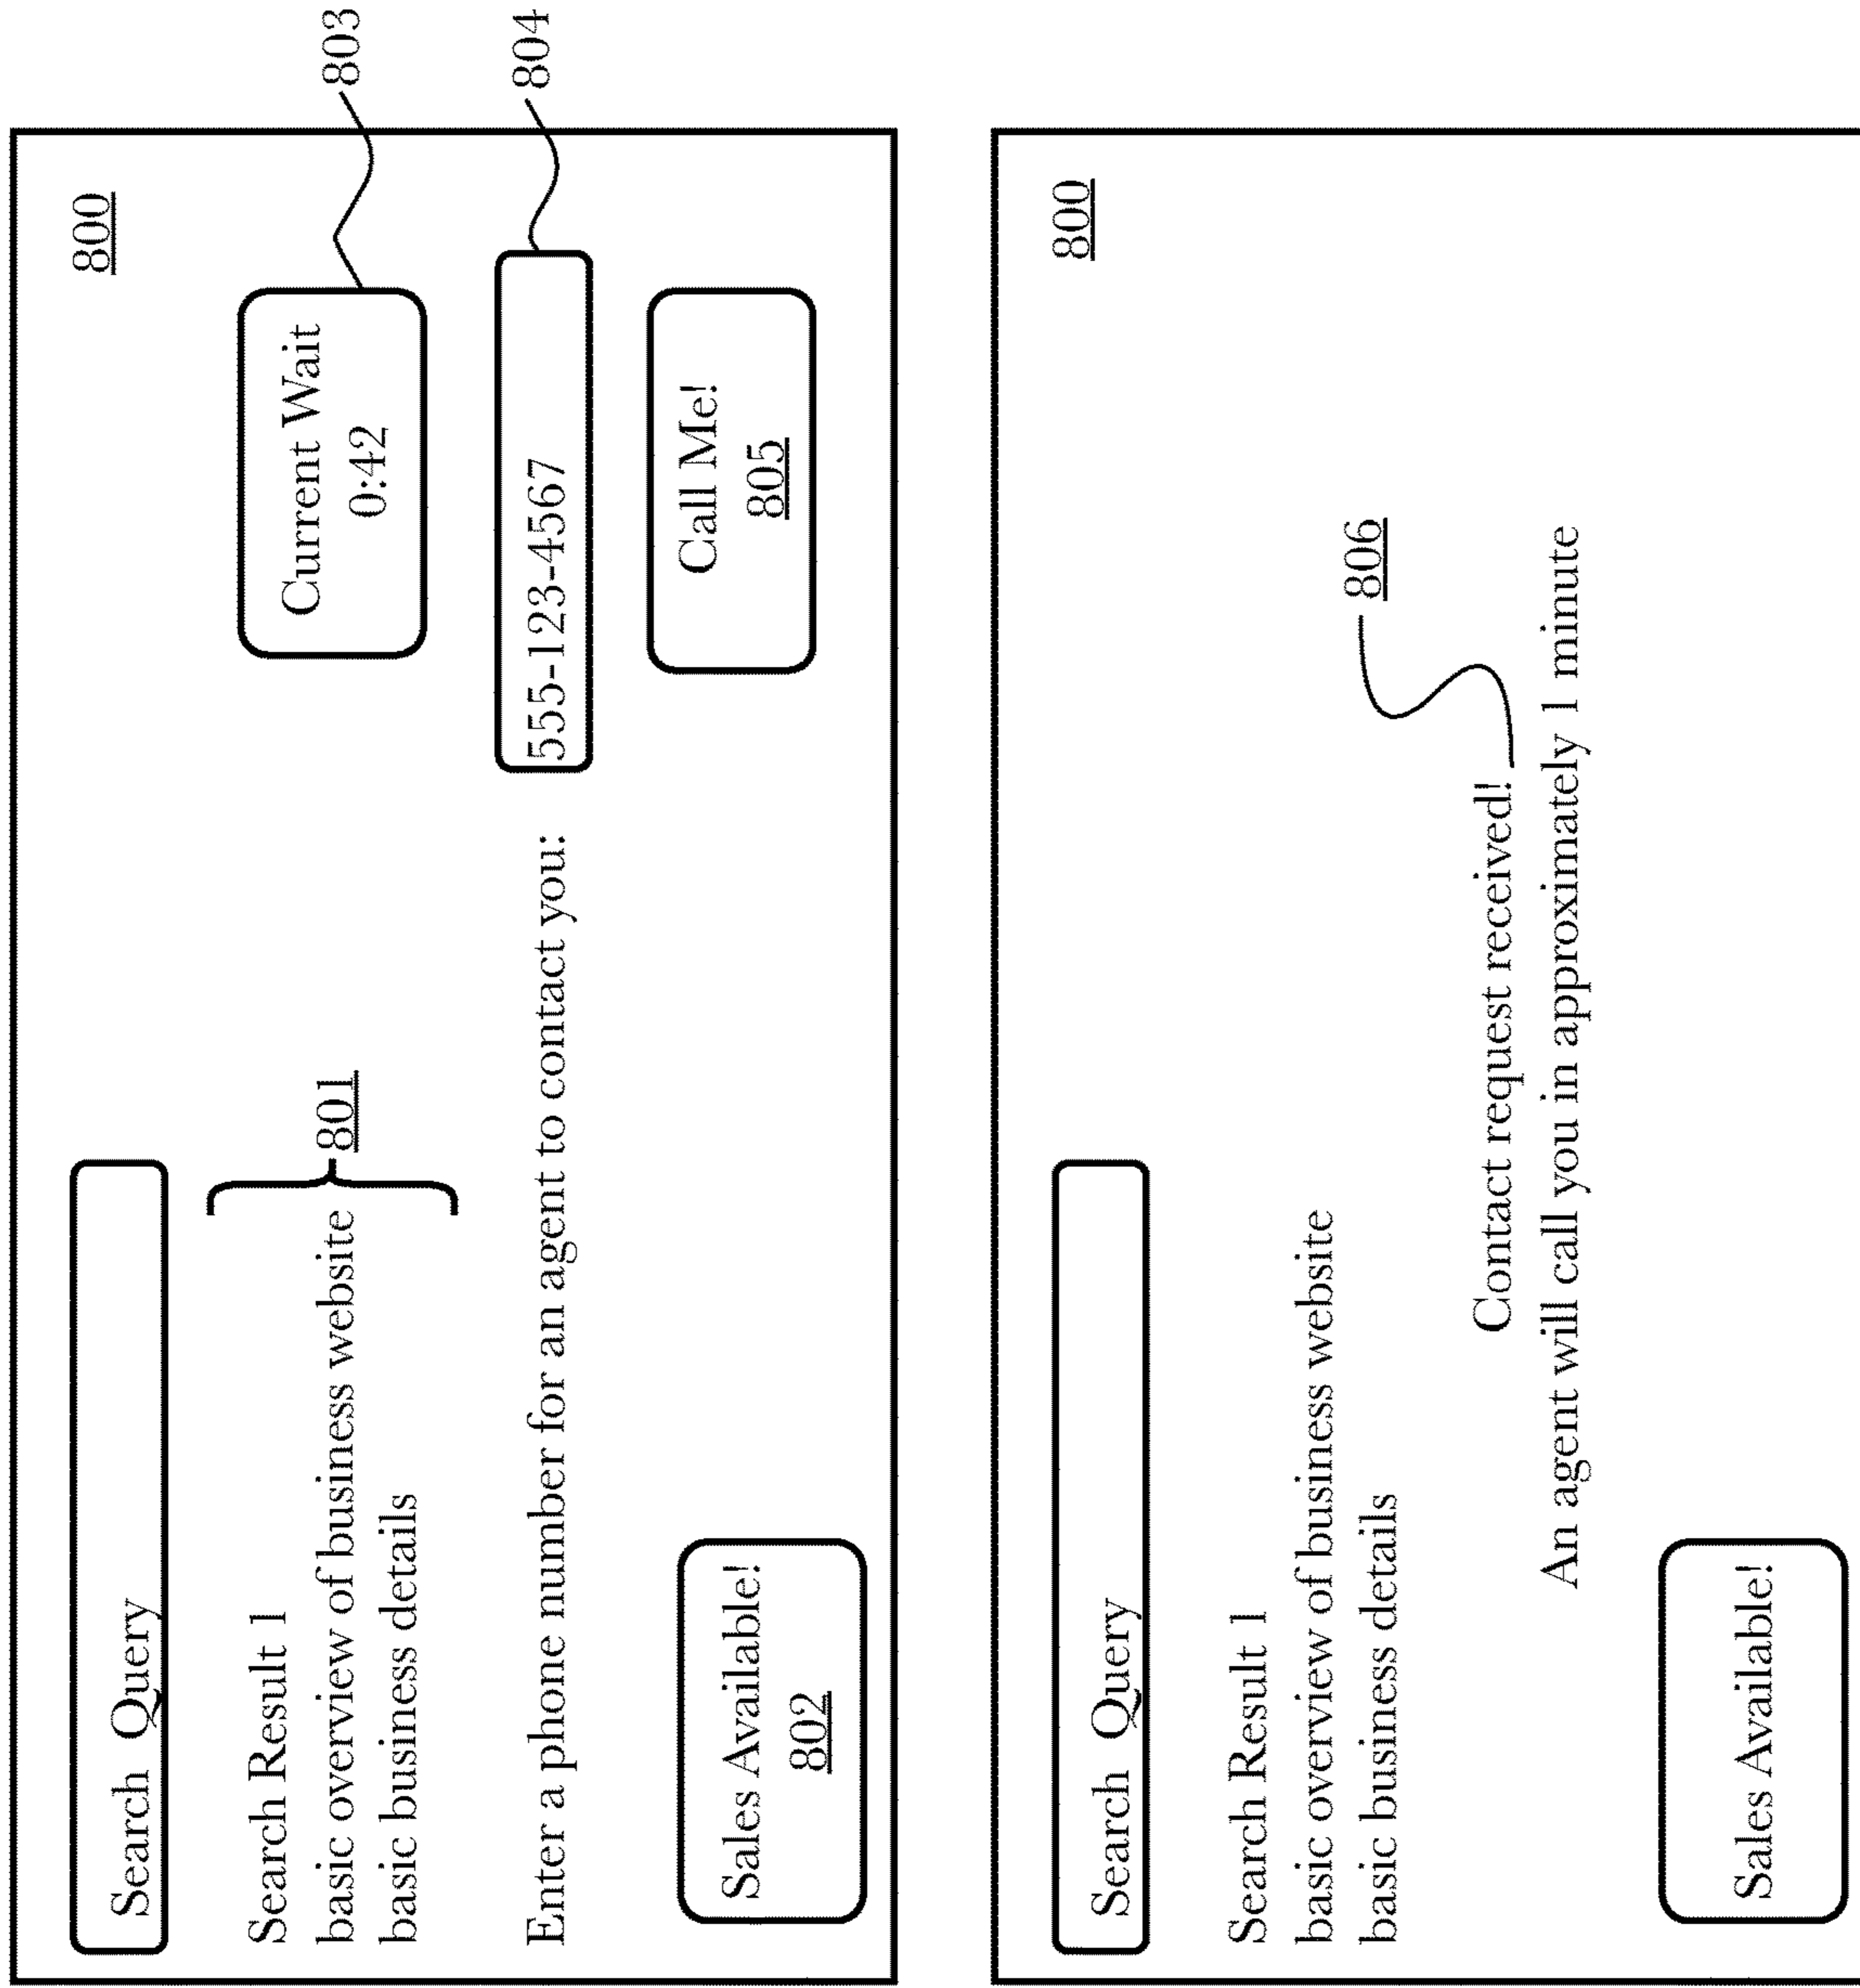 800
Search Query
Search Result 1
basic overview of business website
basic business details
801
Current Wait
0:42
803
Enter a phone number for an agent to contact you:
555-123-4567
804
Sales Available!
802
Call Me!
805
800
Search Query
Search Result 1
basic overview of business website
basic business details
806
Contact request received!
An agent will call you in approximately 1 minute
Sales Available!